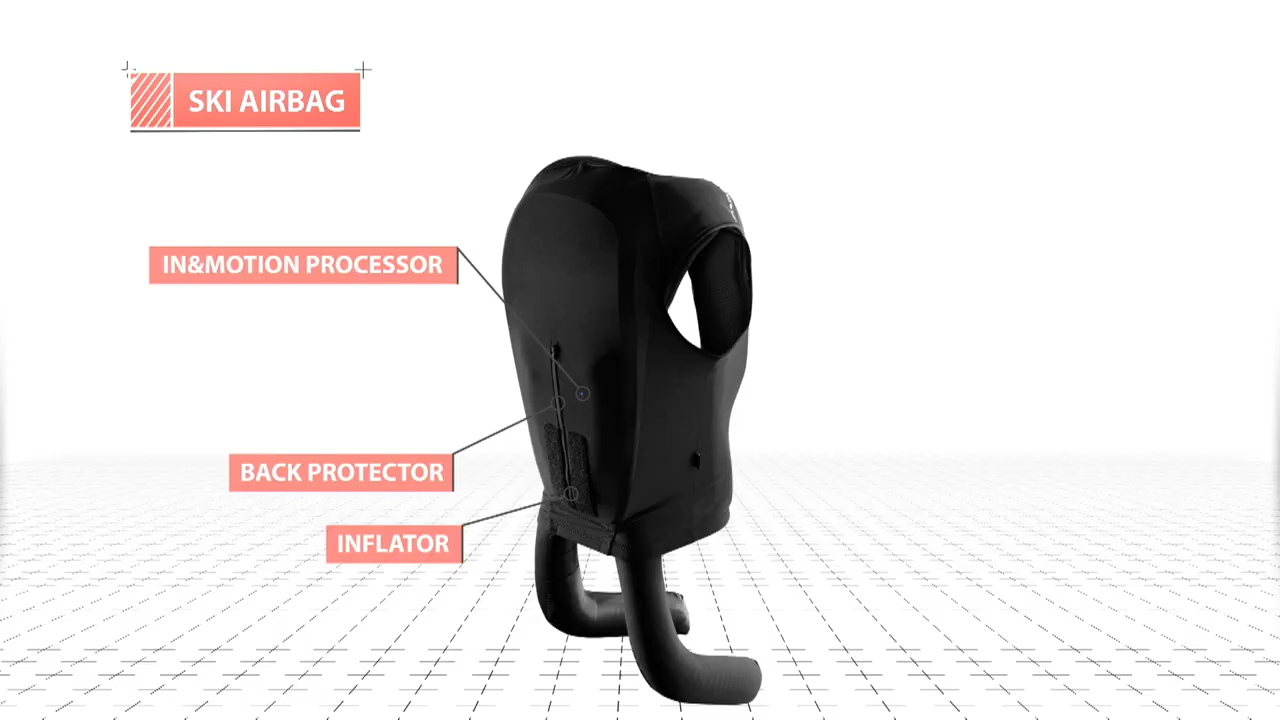 SKI AIRBAG
IN&MOTION PROCESSOR
BACK PROTECTOR
INFLATOR